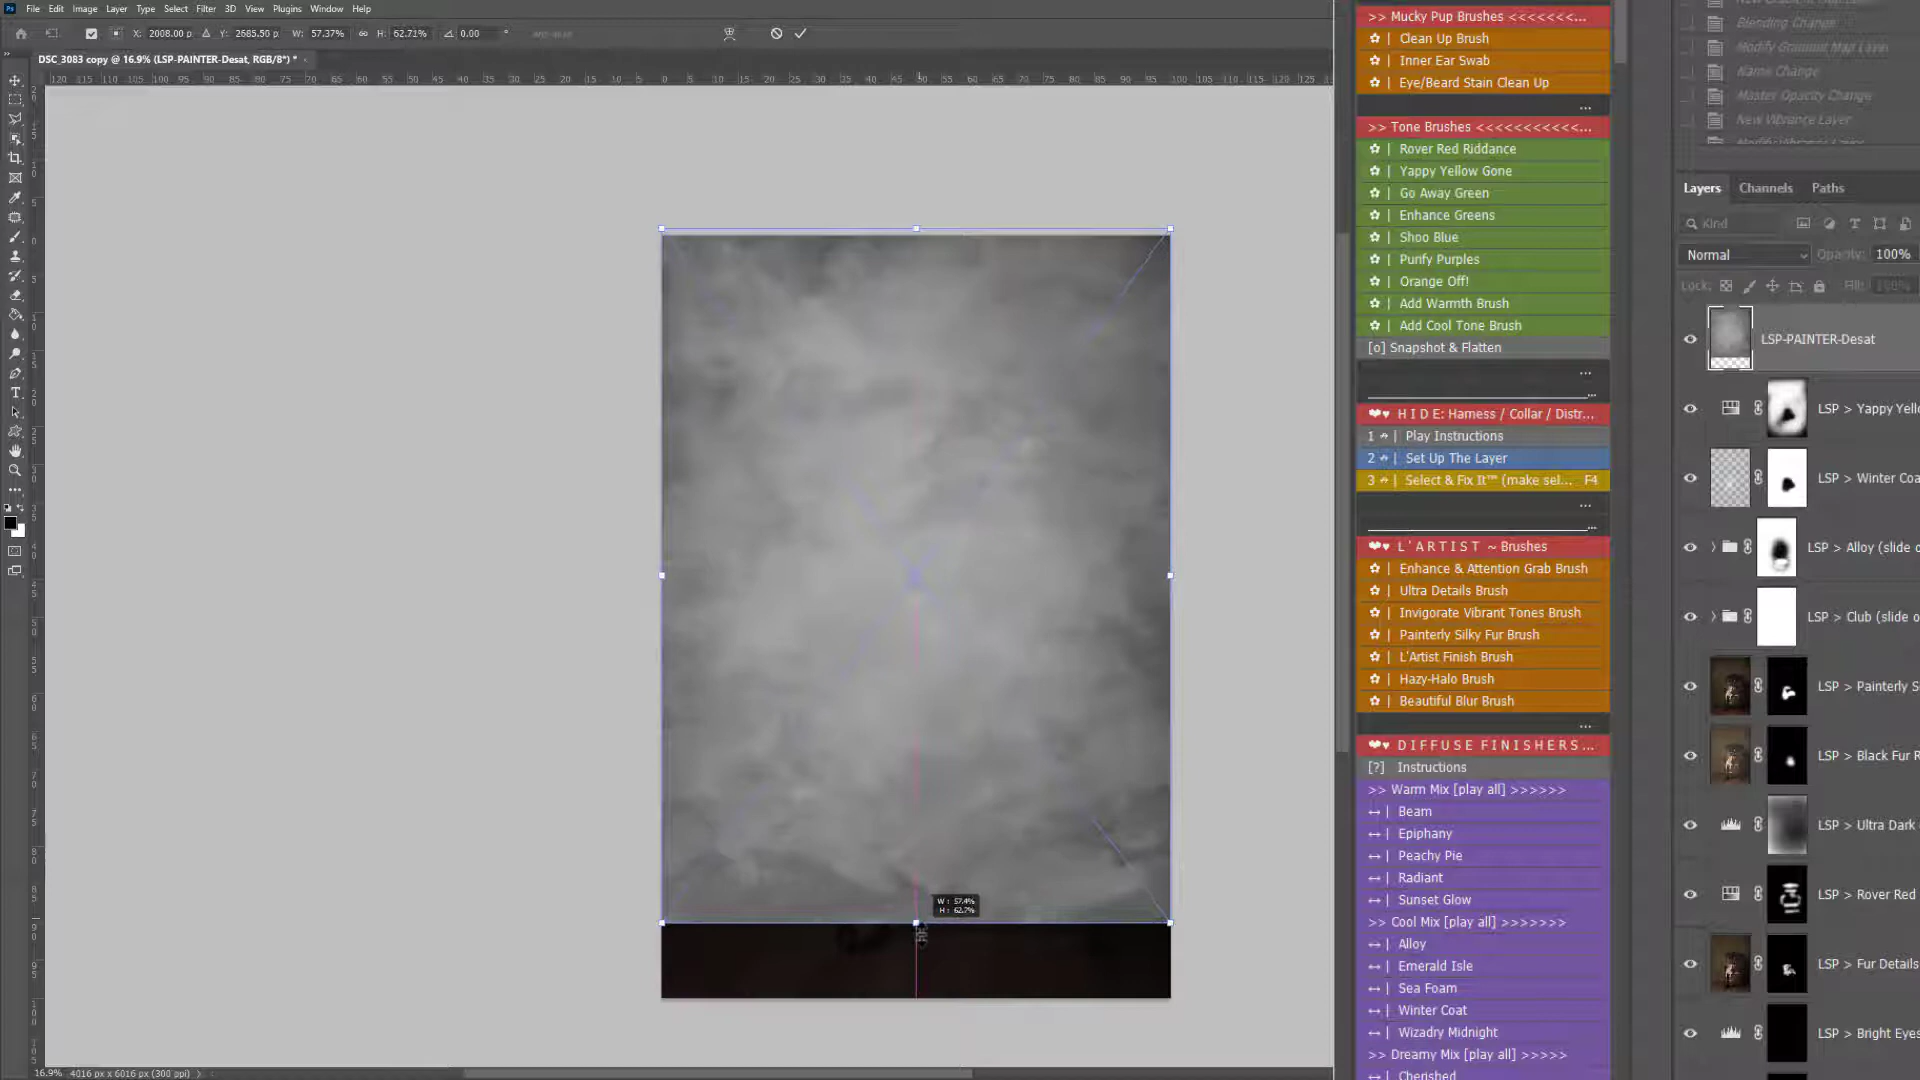 File Edit Image Layer Type Select Filter 3D View Plugins Window Help
X: 2008.00 p Y: 2685.50 p W: 57.37% H: 62.71% 0.00 °
DSC_3083 copy @ 16.9% (LSP-PAINTER-Desat, RGB/8*) *
W: 57.4%
H: 62.7%
16.9% 4016 px x 6016 px (300 ppi)
>> Mucky Pup Brushes <<<<<<<...
Clean Up Brush
Inner Ear Swab
Eye/Beard Stain Clean Up
...
>> Tone Brushes <<<<<<<<<<<...
Rover Red Riddance
Yappy Yellow Gone
Go Away Green
Enhance Greens
Shoo Blue
Purify Purples
Orange Off!
Add Warmth Brush
Add Cool Tone Brush
[o] Snapshot & Flatten
...
H I D E: Harness / Collar / Distr...
1 | Play Instructions
2 | Set Up The Layer
3 | Select & Fix It™ (make sel... F4
...
L'ARTIST ~ Brushes
Enhance & Attention Grab Brush
Ultra Details Brush
Invigorate Vibrant Tones Brush
Painterly Silky Fur Brush
L'Artist Finish Brush
Hazy-Halo Brush
Beautiful Blur Brush
...
D I F F U S E F I N I S H E R S ...
[?] Instructions
>> Warm Mix [play all] >>>>>>
Beam
Epiphany
Peachy Pie
Radiant
Sunset Glow
>> Cool Mix [play all] >>>>>>>
Alloy
Emerald Isle
Sea Foam
Winter Coat
Wizadry Midnight
>> Dreamy Mix [play all] >>>>>
Cherished
Blending Change
Modify Gradient Map Layer
Name Change
Master Opacity Change
New Vibrance Layer
Modify Vibrance Layer
Layers Channels Paths
Kind
Normal Opacity: 100%
Lock: Fill: 100%
LSP-PAINTER-Desat
LSP > Yappy Yello
LSP > Winter Coa
LSP > Alloy (slide o
LSP > Club (slide o
LSP > Painterly S
LSP > Black Fur R
LSP > Ultra Dark
LSP > Rover Red
LSP > Fur Details
LSP > Bright Eyes